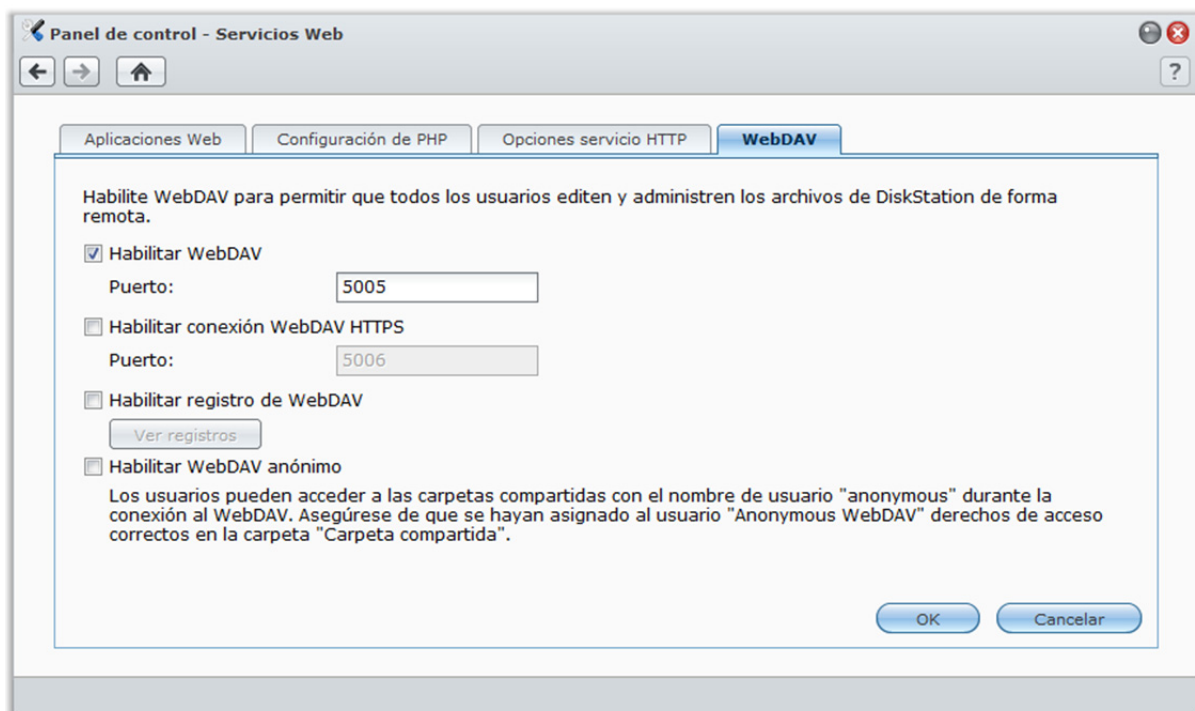 Panel de control - Servicios Web
?
Aplicaciones Web
Configuración de PHP
Opciones servicio HTTP
WebDAV
Habilite WebDAV para permitir que todos los usuarios editen y administren los archivos de DiskStation de forma
remota.
Habilitar WebDAV
Puerto: 5005
Habilitar conexión WebDAV HTTPS
Puerto: 5006
Habilitar registro de WebDAV
Ver registros
Habilitar WebDAV anónimo
Los usuarios pueden acceder a las carpetas compartidas con el nombre de usuario "anonymous" durante la
conexión al WebDAV. Asegúrese de que se hayan asignado al usuario "Anonymous WebDAV" derechos de acceso
correctos en la carpeta "Carpeta compartida".
OK
Cancelar